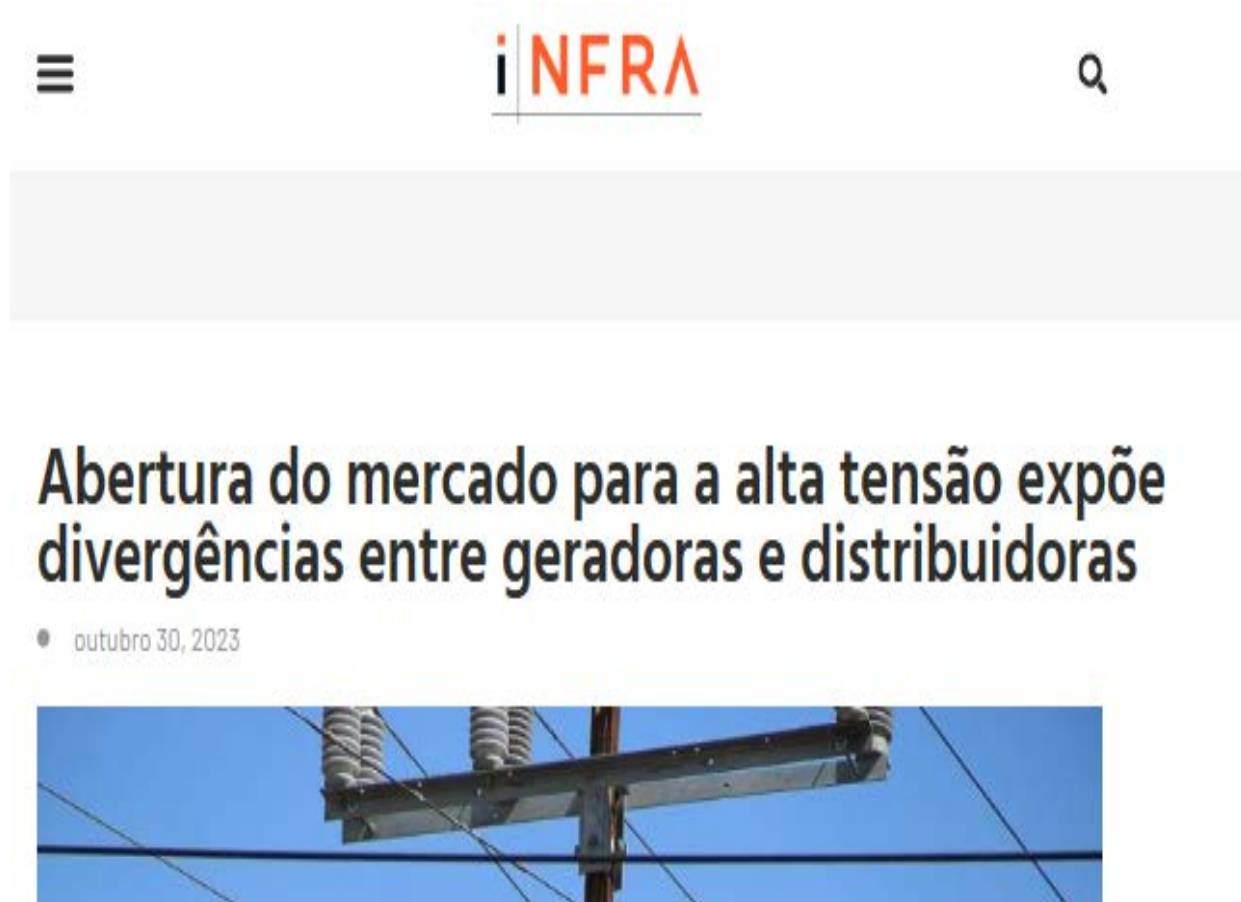 iNFRA
Abertura do mercado para a alta tensão expõe
divergências entre geradoras e distribuidoras
outubro 30, 2023